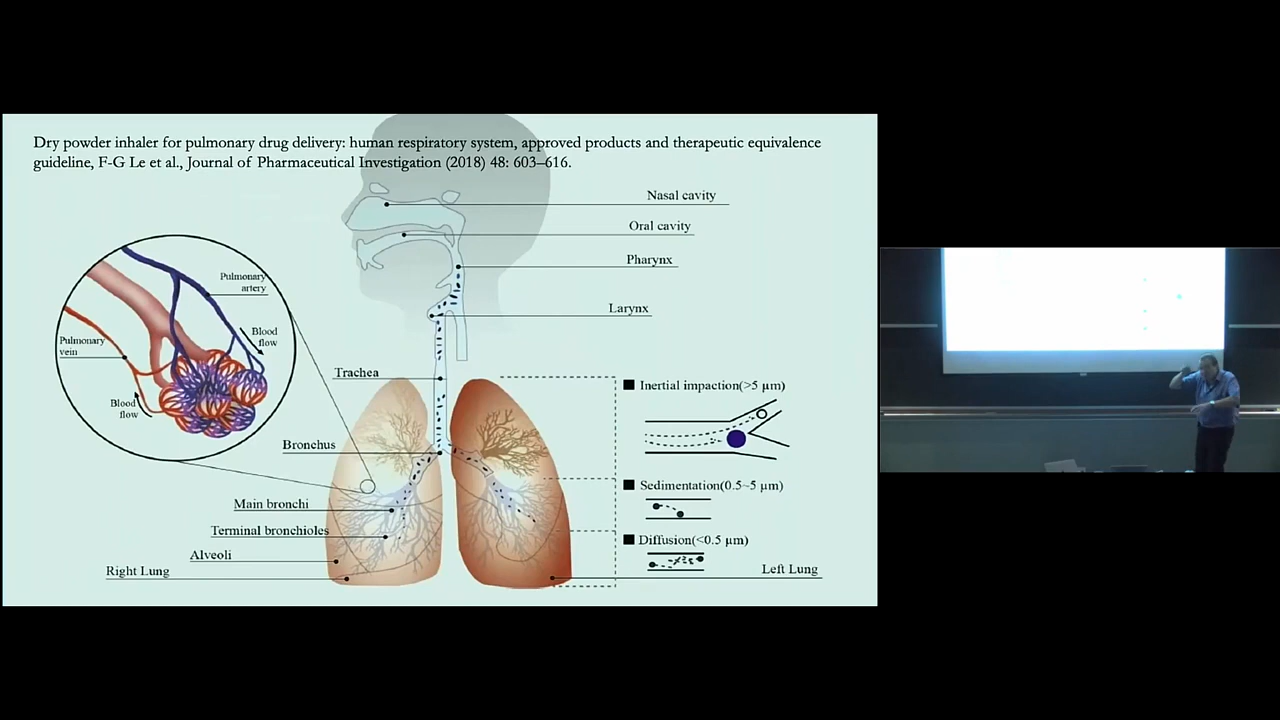 Dry powder inhaler for pulmonary drug delivery: human respiratory system, approved products and therapeutic equivalence
guideline, F-G Le et al., Journal of Pharmaceutical Investigation (2018) 48: 603–616.
Nasal cavity
Oral cavity
Pharynx
Larynx
Pulmonary
artery
Blood
flow
Pulmonary
vein
Blood
flow
Trachea
Bronchus
Main bronchi
Terminal bronchioles
Alveoli
Right Lung
Inertial impaction(>5 µm)
Sedimentation(0.5~5 µm)
Diffusion(<0.5 µm)
Left Lung